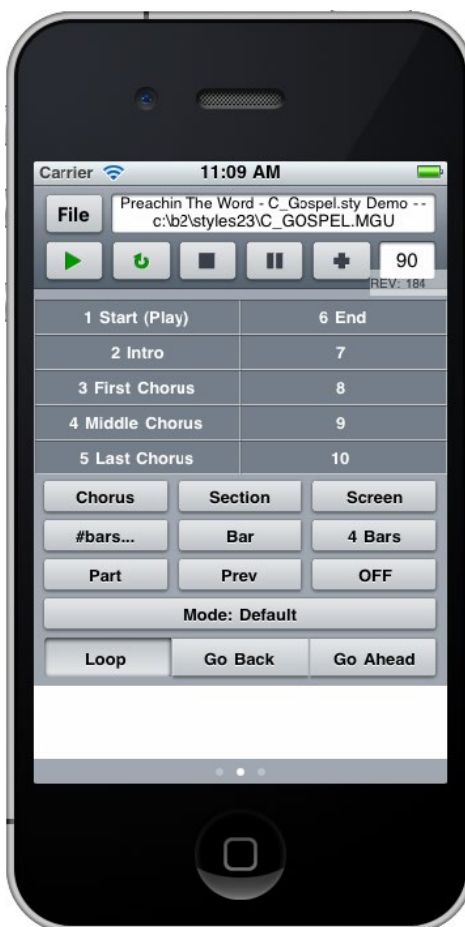 Carrier 11:09 AM
File Preachin The Word - C_Gospel.sty Demo --
c:\b2\styles23\C_GOSPEL.MGU
90
REV: 184
1 Start (Play) 6 End
2 Intro 7
3 First Chorus 8
4 Middle Chorus 9
5 Last Chorus 10
Chorus Section Screen
#bars... Bar 4 Bars
Part Prev OFF
Mode: Default
Loop Go Back Go Ahead